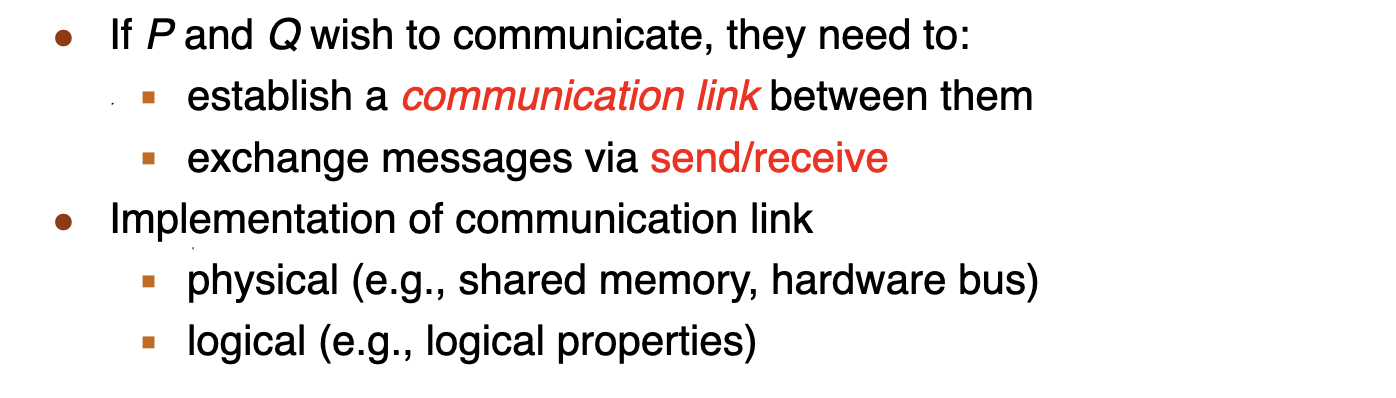 ● If P and Q wish to communicate, they need to:
▪ establish a communication link between them
▪ exchange messages via send/receive
● Implementation of communication link
▪ physical (e.g., shared memory, hardware bus)
▪ logical (e.g., logical properties)